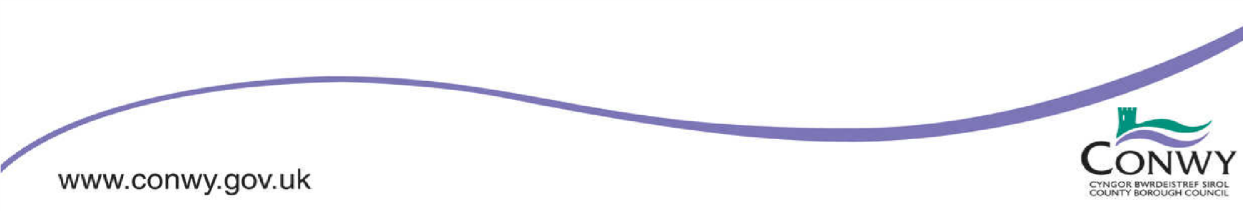 www.conwy.gov.uk
CONWY
CYNGOR BWRDEISTREF SIROL
COUNTY BOROUGH COUNCIL